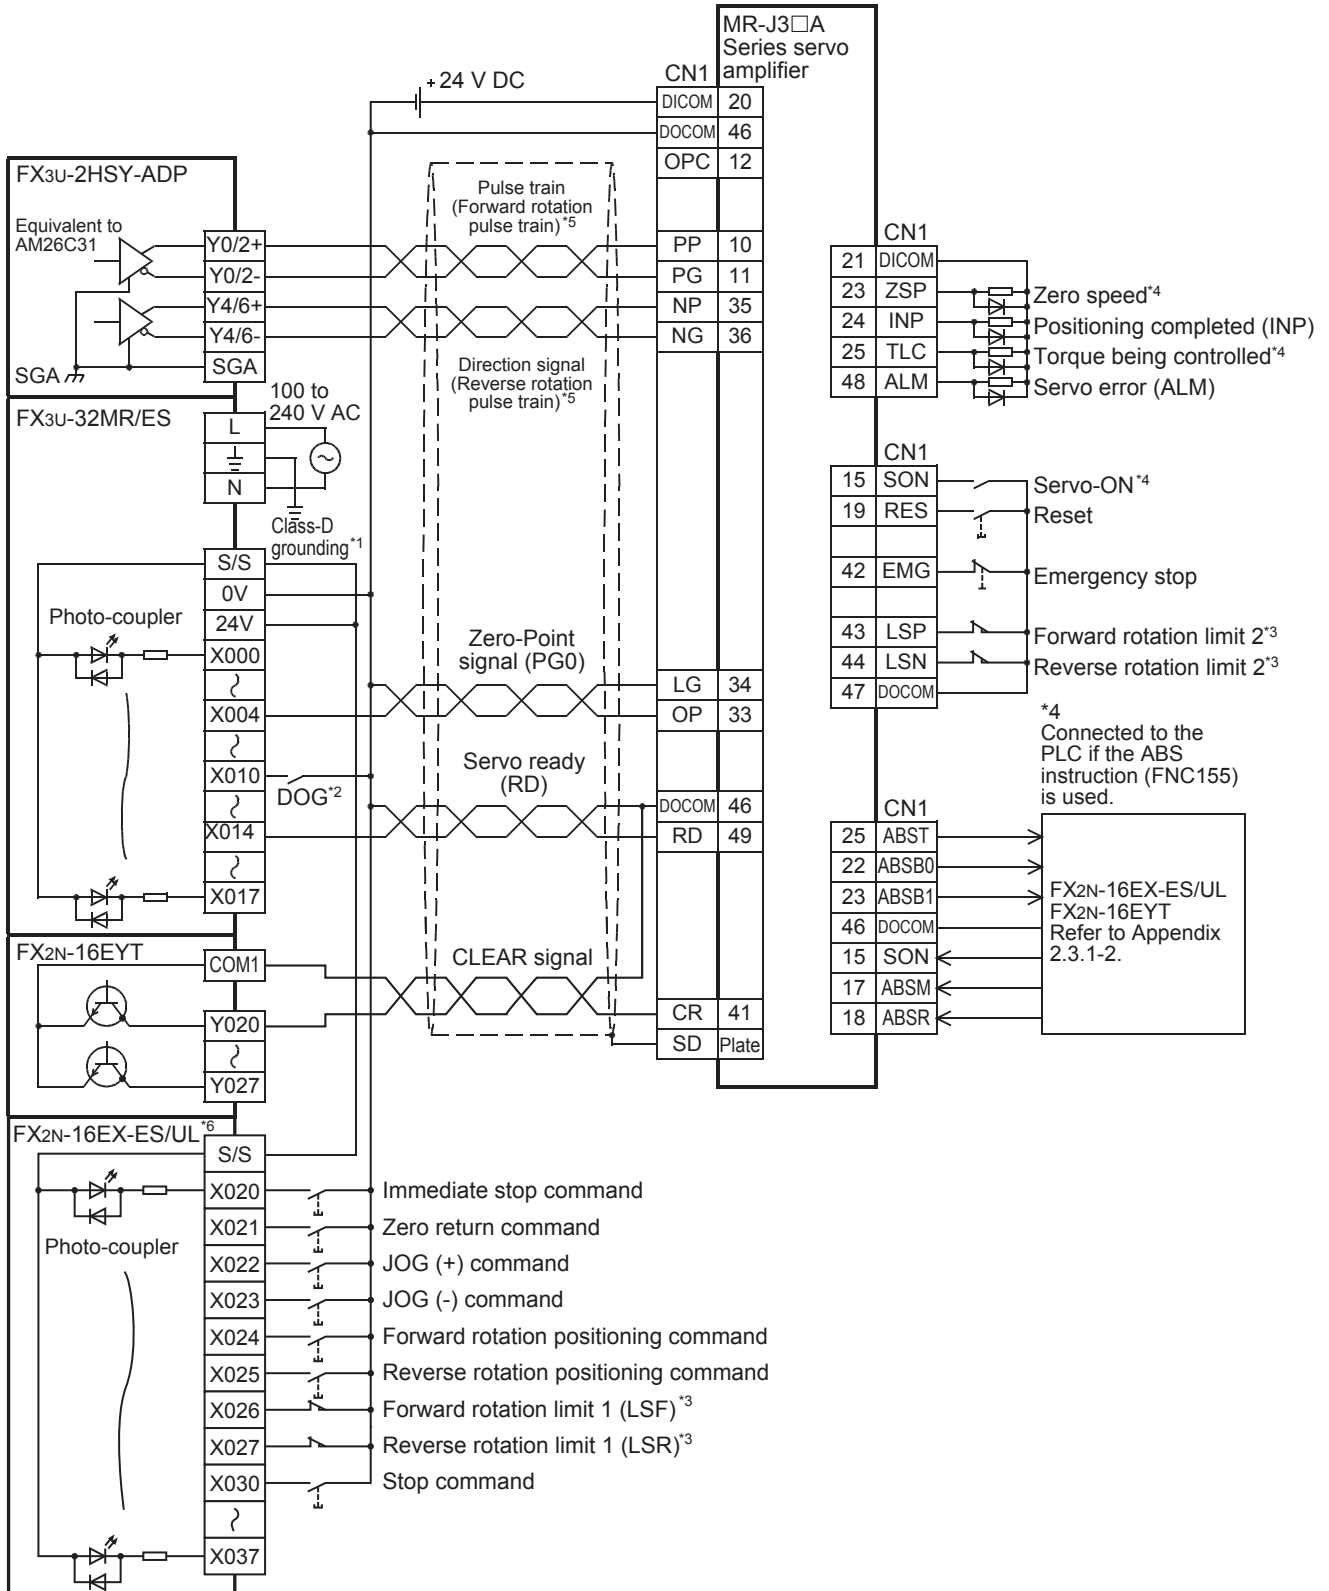 MR-J3□A
Series servo
amplifier
CN1
+24 V DC
DICOM 20
DOCOM 46
OPC 12
FX3U-2HSY-ADP
Equivalent to
AM26C31
Y0/2+
Y0/2-
Y4/6+
Y4/6-
SGA
SGA
Pulse train
(Forward rotation
pulse train)*5
PP 10
PG 11
NP 35
NG 36
Direction signal
(Reverse rotation
pulse train)*5
FX3U-32MR/ES
100 to
240 V AC
L
N
Class-D
grounding*1
S/S
0V
24V
Photo-coupler
X000
X004
X010
DOG*2
X014
X017
Zero-Point
signal (PG0)
LG 34
OP 33
Servo ready
(RD)
DOCOM 46
RD 49
FX2N-16EYT
COM1
Y020
Y027
CLEAR signal
CR 41
SD Plate
FX2N-16EX-ES/UL*6
S/S
Photo-coupler
X020 Immediate stop command
X021 Zero return command
X022 JOG (+) command
X023 JOG (-) command
X024 Forward rotation positioning command
X025 Reverse rotation positioning command
X026 Forward rotation limit 1 (LSF)*3
X027 Reverse rotation limit 1 (LSR)*3
X030 Stop command
X037
CN1
21 DICOM
23 ZSP Zero speed*4
24 INP Positioning completed (INP)
25 TLC Torque being controlled*4
48 ALM Servo error (ALM)
CN1
15 SON Servo-ON*4
19 RES Reset
42 EMG Emergency stop
43 LSP Forward rotation limit 2*3
44 LSN Reverse rotation limit 2*3
47 DOCOM
*4
Connected to the
PLC if the ABS
instruction (FNC155)
is used.
CN1
25 ABST
22 ABSB0
23 ABSB1
46 DOCOM
15 SON
17 ABSM
18 ABSR
FX2N-16EX-ES/UL
FX2N-16EYT
Refer to Appendix
2.3.1-2.